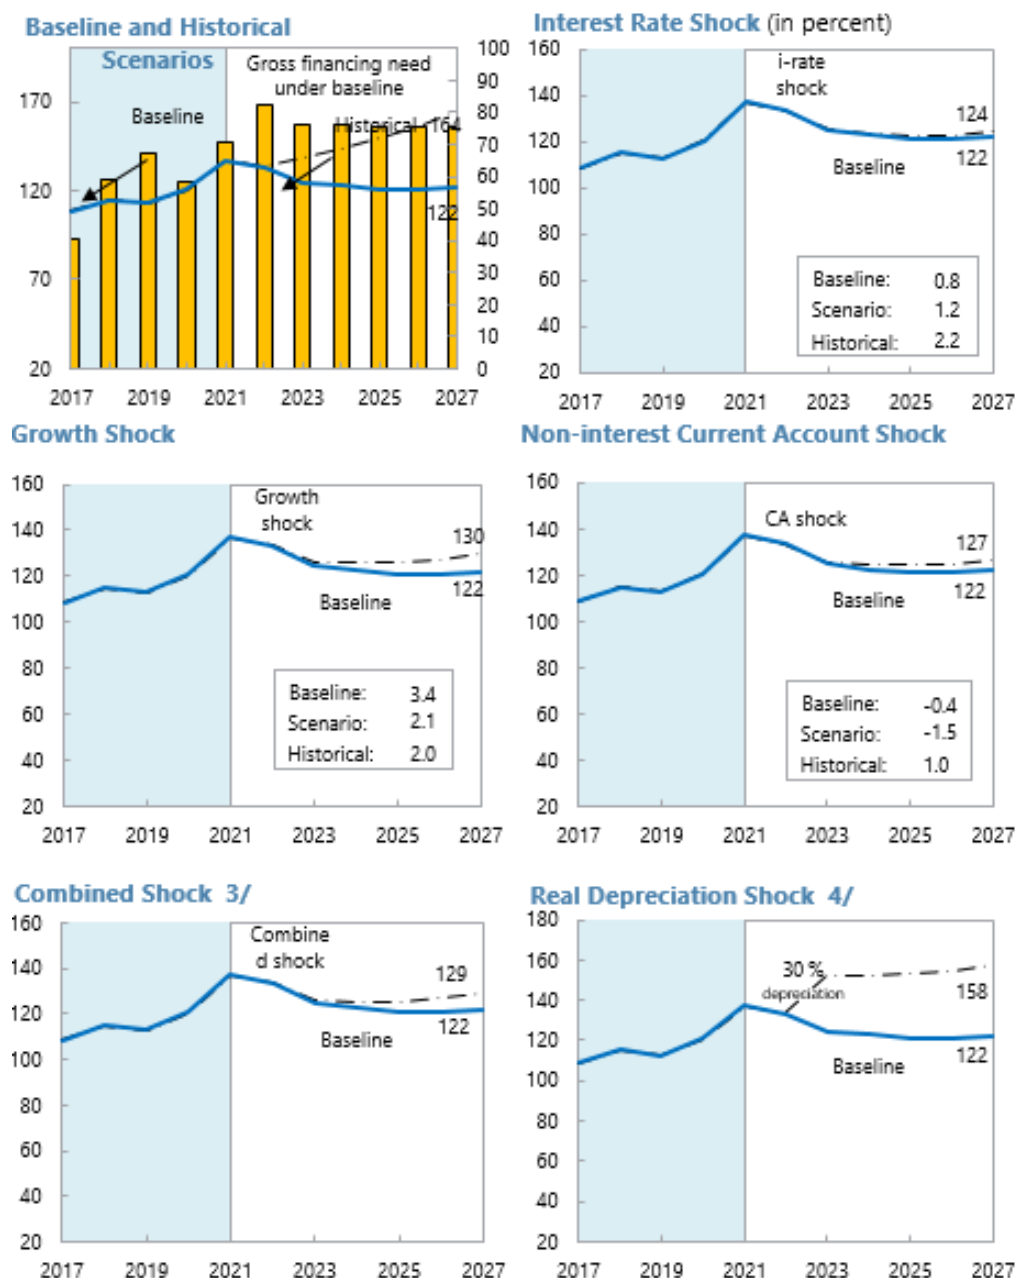 Baseline and Historical
Scenarios
Gross financing need
under baseline
Baseline
Historical 164
122
170
120
70
20
100
90
80
70
60
50
40
30
20
10
0
2017 2019 2021 2023 2025 2027
Interest Rate Shock (in percent)
160
140
120
100
80
60
40
20
i-rate
shock
124
122
Baseline
Baseline: 0.8
Scenario: 1.2
Historical: 2.2
2017 2019 2021 2023 2025 2027
Growth Shock
160
140
120
100
80
60
40
20
Growth
shock
130
122
Baseline
Baseline: 3.4
Scenario: 2.1
Historical: 2.0
2017 2019 2021 2023 2025 2027
Non-interest Current Account Shock
160
140
120
100
80
60
40
20
CA shock
127
122
Baseline
Baseline: -0.4
Scenario: -1.5
Historical: 1.0
2017 2019 2021 2023 2025 2027
Combined Shock 3/
160
140
120
100
80
60
40
20
Combine
d shock
129
122
Baseline
2017 2019 2021 2023 2025 2027
Real Depreciation Shock 4/
180
160
140
120
100
80
60
40
20
30 %
depreciation
158
122
Baseline
2017 2019 2021 2023 2025 2027